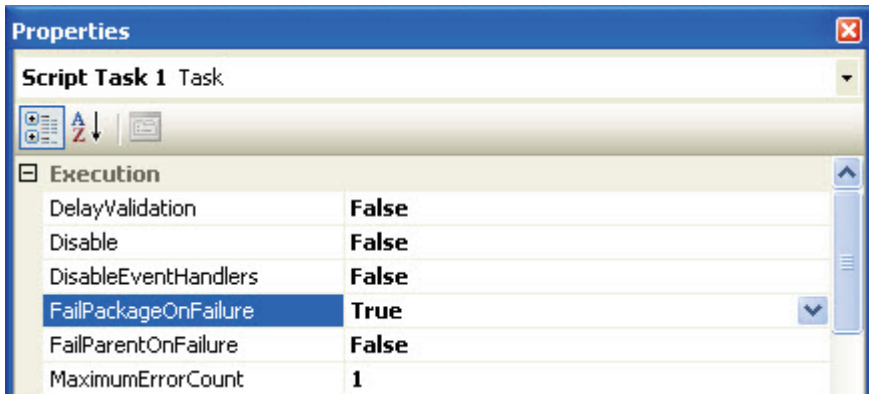 Properties
Script Task 1 Task
A
Z
Execution
DelayValidation False
Disable False
DisableEventHandlers False
FailPackageOnFailure True
FailParentOnFailure False
MaximumErrorCount 1